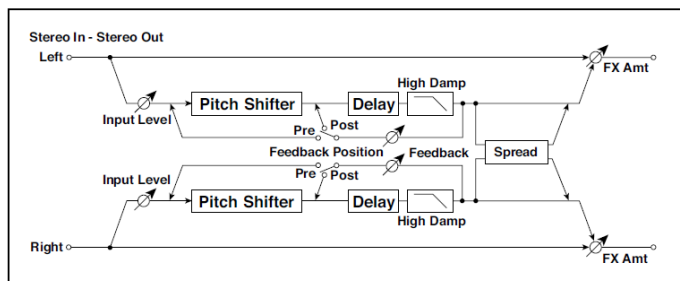 Stereo In - Stereo Out
Left
FX Amt
High Damp
Input Level
Pitch Shifter
Delay
Pre
Post
Feedback Position
Feedback
Spread
Input Level
Pre
Post
Pitch Shifter
Delay
High Damp
Right
FX Amt